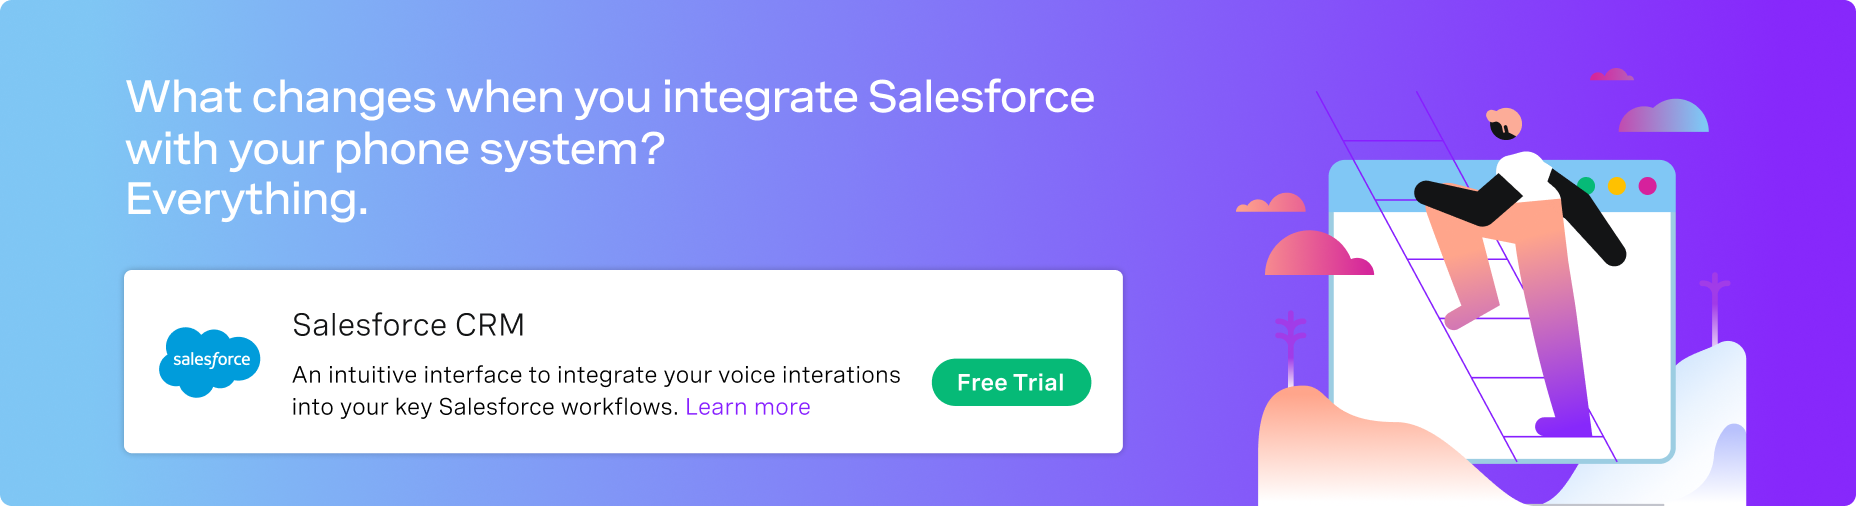 What changes when you integrate Salesforce
with your phone system?
Everything.
Salesforce CRM
salesforce
An intuitive interface to integrate your voice interations
into your key Salesforce workflows. Learn more
Free Trial